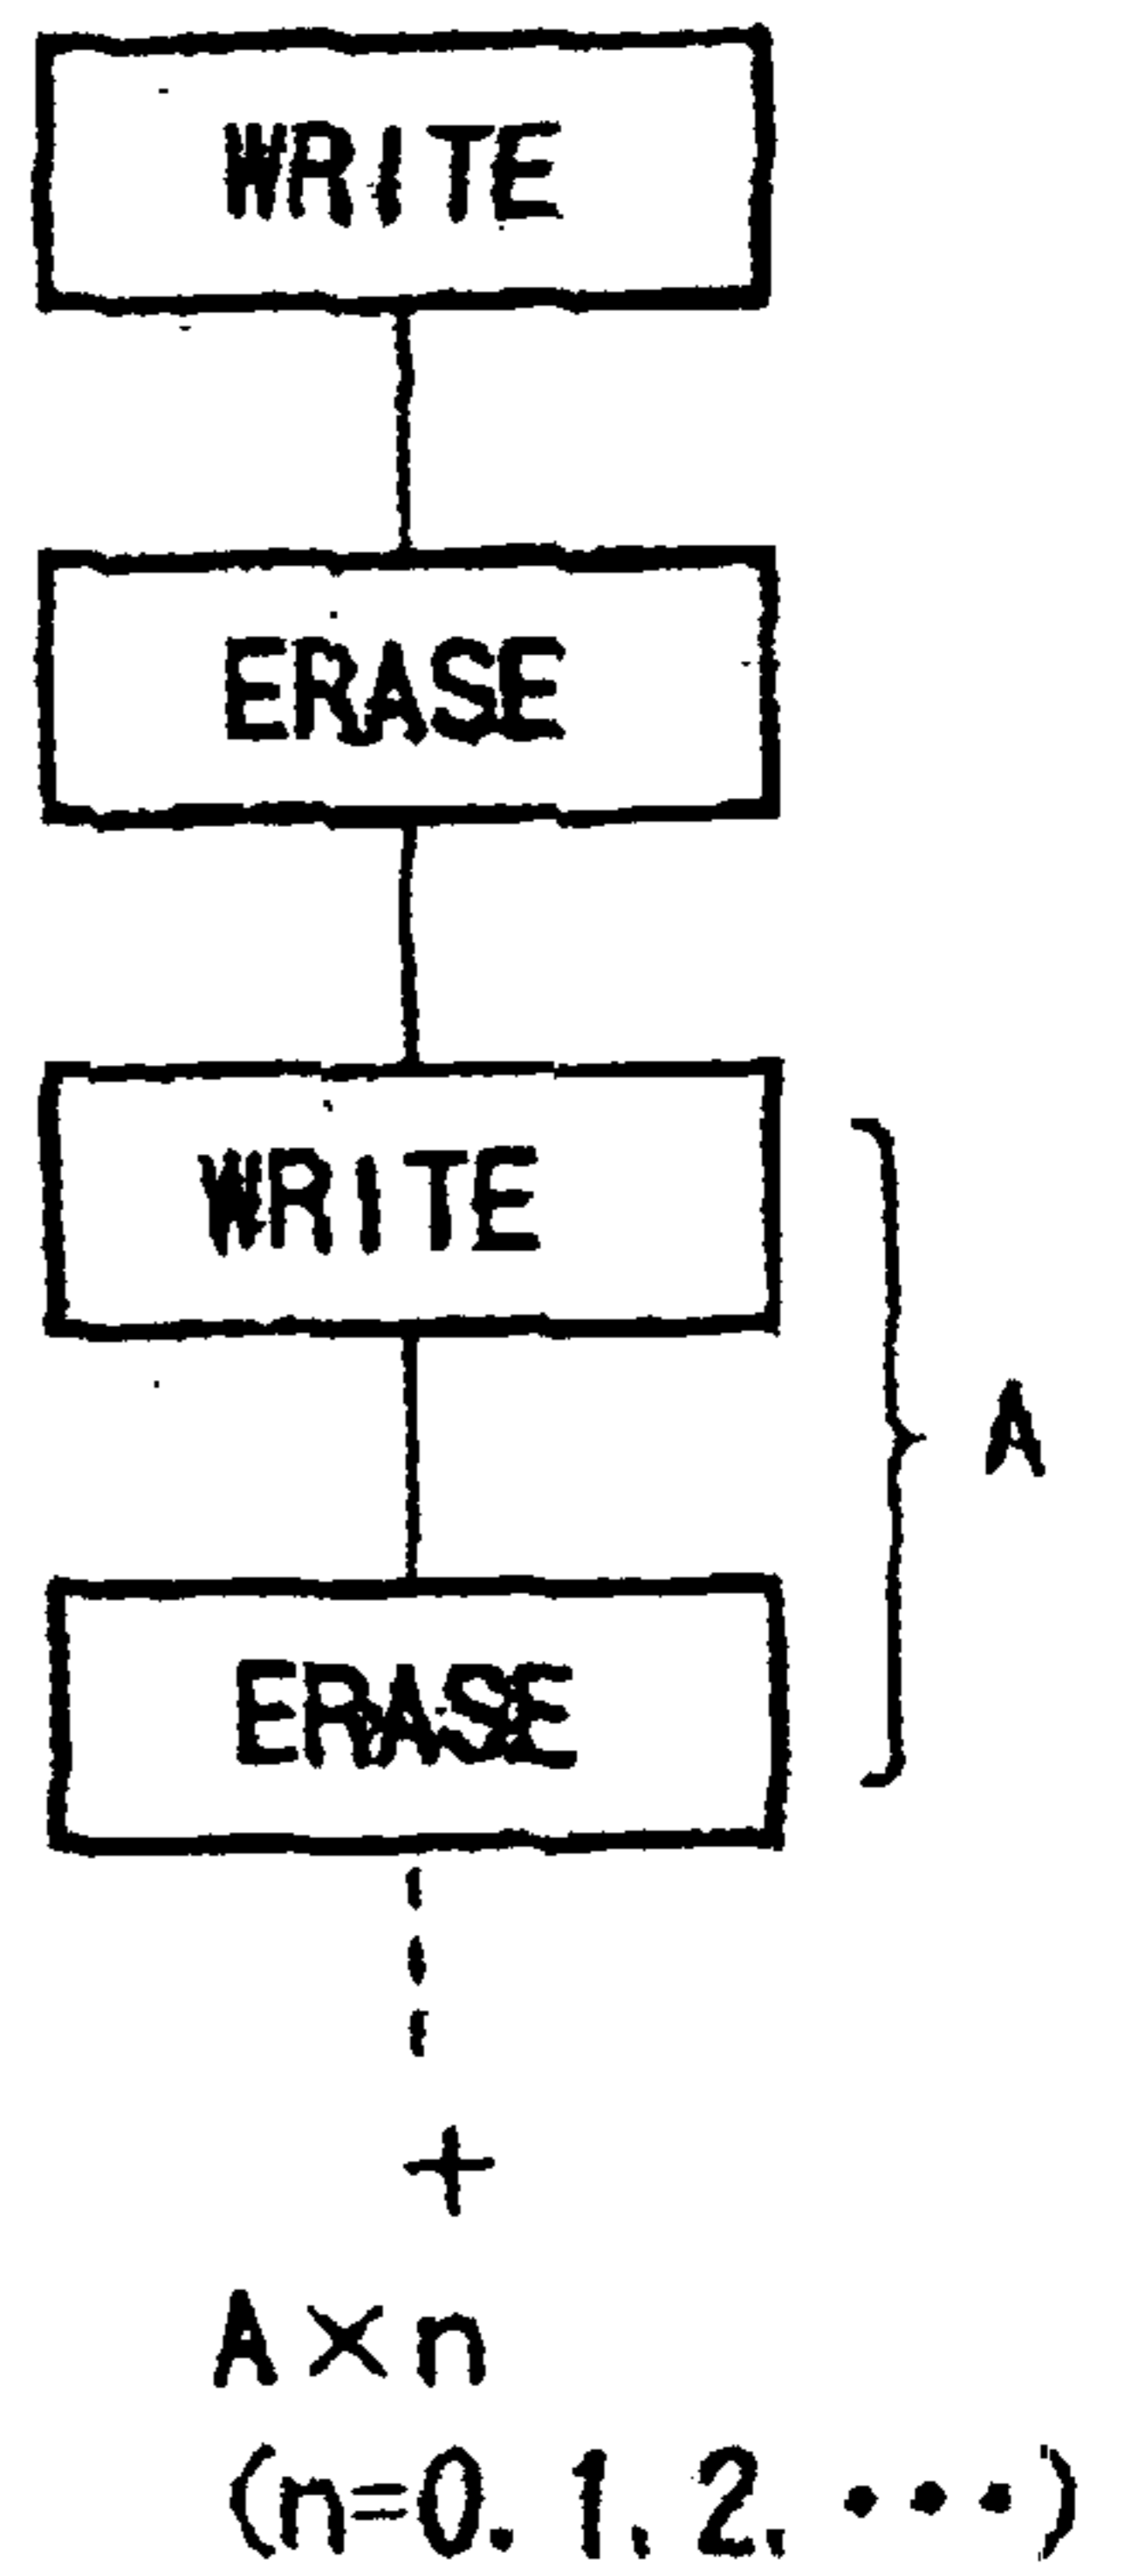 WRITE
ERASE
WRITE
A
ERASE
+
A×n
(n=0. 1. 2. •••)